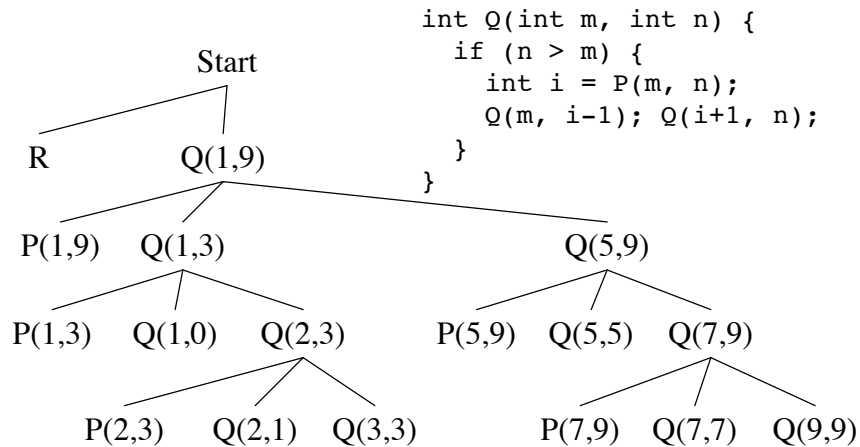 int Q(int m, int n) {
if (n > m) {
int i = P(m, n);
Q(m, i-1); Q(i+1, n);
}
}
Start
R Q(1,9)
P(1,9) Q(1,3) Q(5,9)
P(1,3) Q(1,0) Q(2,3) P(5,9) Q(5,5) Q(7,9)
P(2,3) Q(2,1) Q(3,3) P(7,9) Q(7,7) Q(9,9)